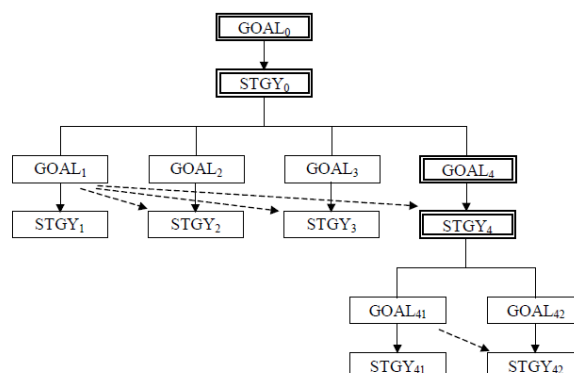 GOAL₀
STGY₀
GOAL₁ GOAL₂ GOAL₃ GOAL₄
STGY₁ STGY₂ STGY₃ STGY₄
GOAL₄₁ GOAL₄₂
STGY₄₁ STGY₄₂